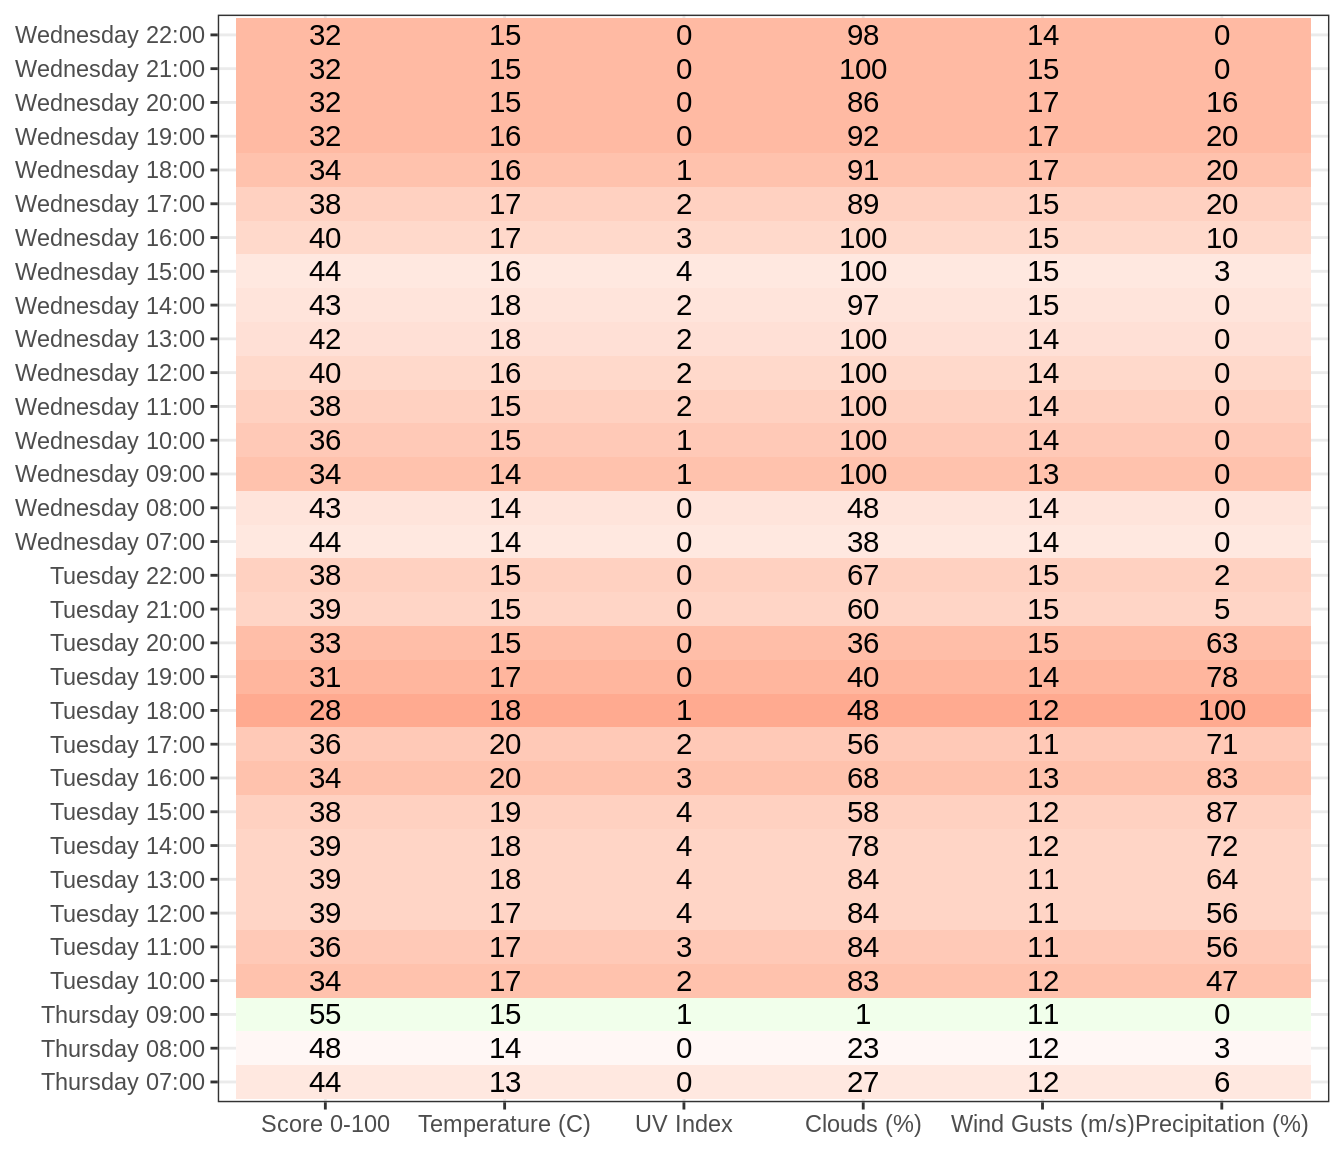 Wednesday 22:00 32 15 0 98 14 0
Wednesday 21:00 32 15 0 100 15 0
Wednesday 20:00 32 15 0 86 17 16
Wednesday 19:00 32 16 0 92 17 20
Wednesday 18:00 34 16 1 91 17 20
Wednesday 17:00 38 17 2 89 15 20
Wednesday 16:00 40 17 3 100 15 10
Wednesday 15:00 44 16 4 100 15 3
Wednesday 14:00 43 18 2 97 15 0
Wednesday 13:00 42 18 2 100 14 0
Wednesday 12:00 40 16 2 100 14 0
Wednesday 11:00 38 15 2 100 14 0
Wednesday 10:00 36 15 1 100 14 0
Wednesday 09:00 34 14 1 100 13 0
Wednesday 08:00 43 14 0 48 14 0
Wednesday 07:00 44 14 0 38 14 0
Tuesday 22:00 38 15 0 67 15 2
Tuesday 21:00 39 15 0 60 15 5
Tuesday 20:00 33 15 0 36 15 63
Tuesday 19:00 31 17 0 40 14 78
Tuesday 18:00 28 18 1 48 12 100
Tuesday 17:00 36 20 2 56 11 71
Tuesday 16:00 34 20 3 68 13 83
Tuesday 15:00 38 19 4 58 12 87
Tuesday 14:00 39 18 4 78 12 72
Tuesday 13:00 39 18 4 84 11 64
Tuesday 12:00 39 17 4 84 11 56
Tuesday 11:00 36 17 3 84 11 56
Tuesday 10:00 34 17 2 83 12 47
Thursday 09:00 55 15 1 1 11 0
Thursday 08:00 48 14 0 23 12 3
Thursday 07:00 44 13 0 27 12 6
Score 0-100 Temperature (C) UV Index Clouds (%) Wind Gusts (m/s) Precipitation (%)